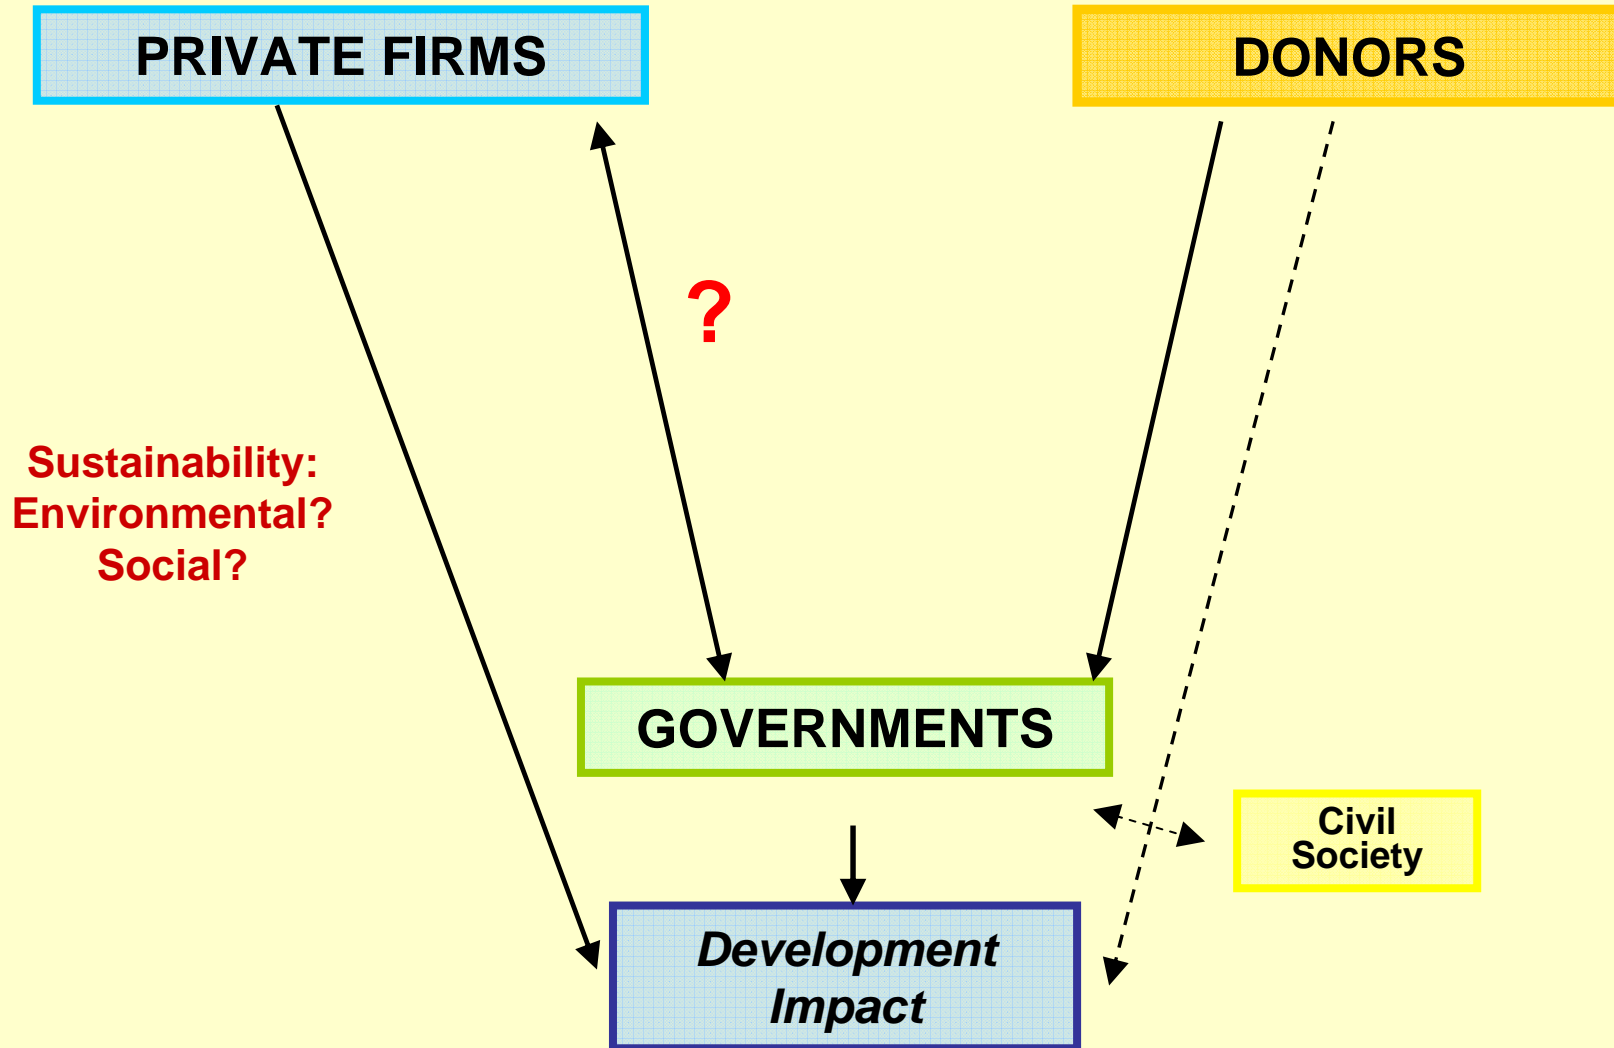 PRIVATE FIRMS
DONORS
?
Sustainability:
Environmental?
Social?
GOVERNMENTS
Civil
Society
Development
Impact